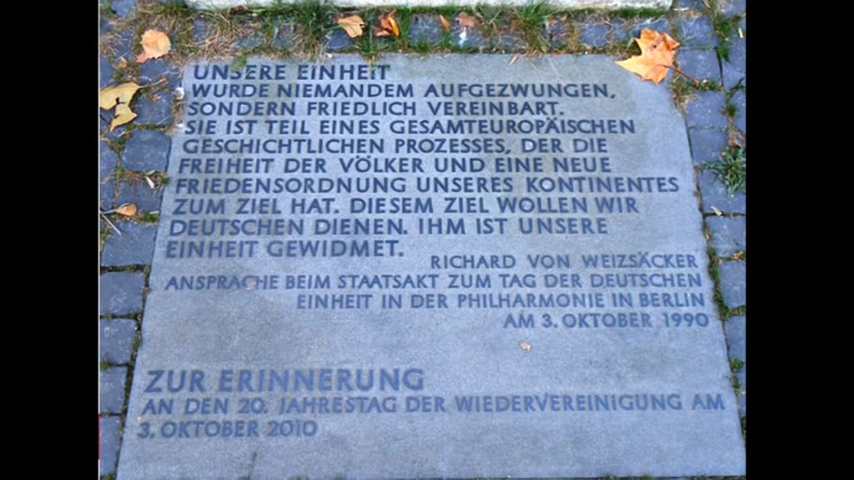 UNSERE EINHEIT
WURDE NIEMANDEM AUFGEZWUNGEN,
SONDERN FRIEDLICH VEREINBART.
SIE IST TEIL EINES GESAMTEUROPÄISCHEN
GESCHICHTLICHEN PROZESSES, DER DIE
FREIHEIT DER VÖLKER UND EINE NEUE
FRIEDENSORDNUNG UNSERES KONTINENTES
ZUM ZIEL HAT. DIESEM ZIEL WOLLEN WIR
DEUTSCHEN DIENEN. IHM IST UNSERE
EINHEIT GEWIDMET.
RICHARD VON WEIZSÄCKER
ANSPRACHE BEIM STAATSAKT ZUM TAG DER DEUTSCHEN
EINHEIT IN DER PHILHARMONIE IN BERLIN
AM 3. OKTOBER 1990
ZUR ERINNERUNG
AN DEN 20. JAHRESTAG DER WIEDERVEREINIGUNG AM
3. OKTOBER 2010